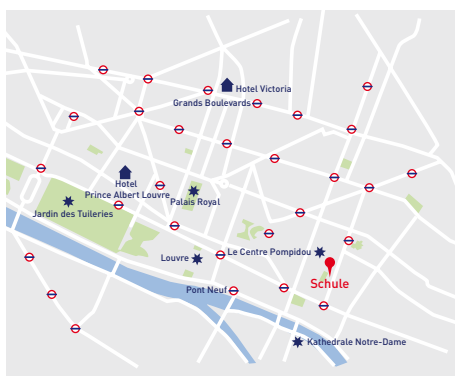 Hotel Victoria
Grands Boulevards
Hotel
Prince Albert Louvre
Palais Royal
Jardin des Tuileries
Le Centre Pompidou
Louvre
Schule
Pont Neuf
Kathedrale Notre-Dame